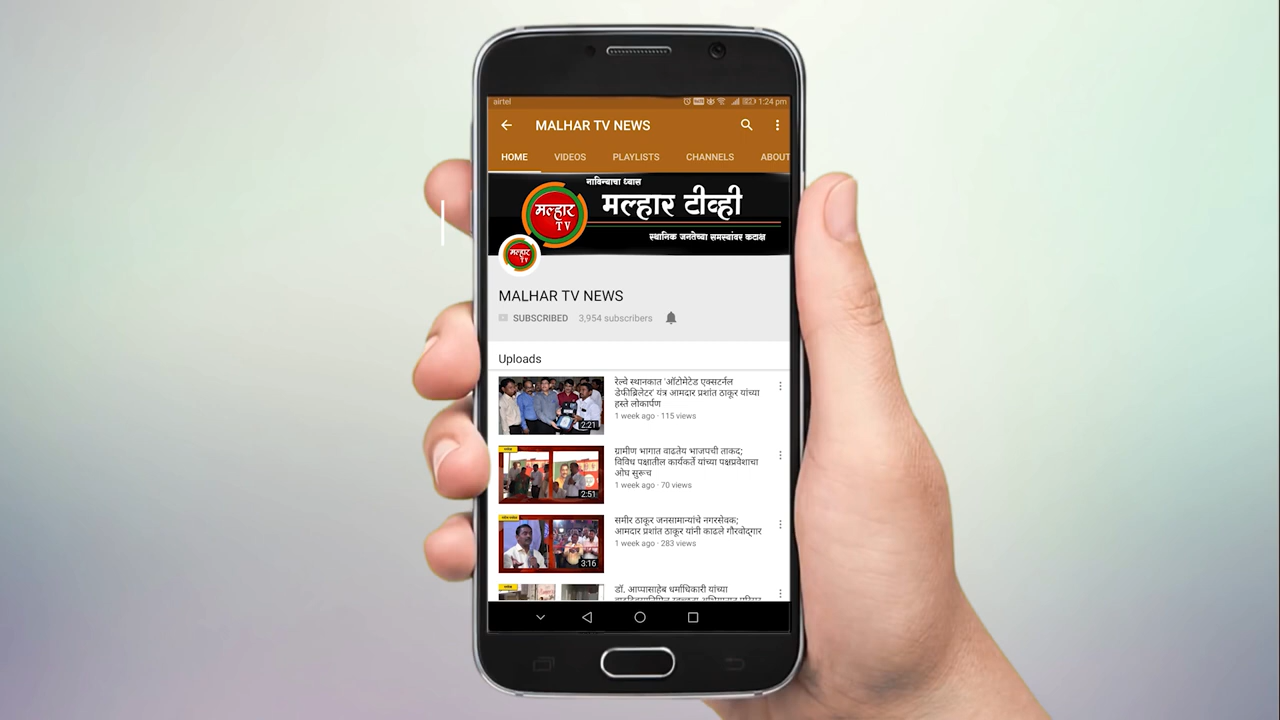 airtel 1:24 pm
MALHAR TV NEWS
HOME VIDEOS PLAYLISTS CHANNELS ABOUT
नाविन्याचा ध्यास
मल्हार टीव्ही
मल्हार
TV
स्थानिक जनतेच्या समस्यांवर कटाक्ष
मल्हार
TV
MALHAR TV NEWS
SUBSCRIBED 3,954 subscribers
Uploads
रेल्वे स्थानकात 'ऑटोमेटेड एक्सटर्नल
डेफीब्रिलेटर' यंत्र आमदार प्रशांत ठाकूर यांच्या
हस्ते लोकार्पण
1 week ago · 115 views
2:21
ग्रामीण भागात वाढतेय भाजपची ताकद;
विविध पक्षातील कार्यकर्ते यांच्या पक्षप्रवेशाचा
ओघ सुरूच
1 week ago · 70 views
2:51
समीर ठाकूर जनसामान्यांचे नगरसेवक;
आमदार प्रशांत ठाकूर यांनी काढले गौरवोद्गार
1 week ago · 283 views
3:16
डॉ. आप्पासाहेब धर्माधिकारी यांच्या